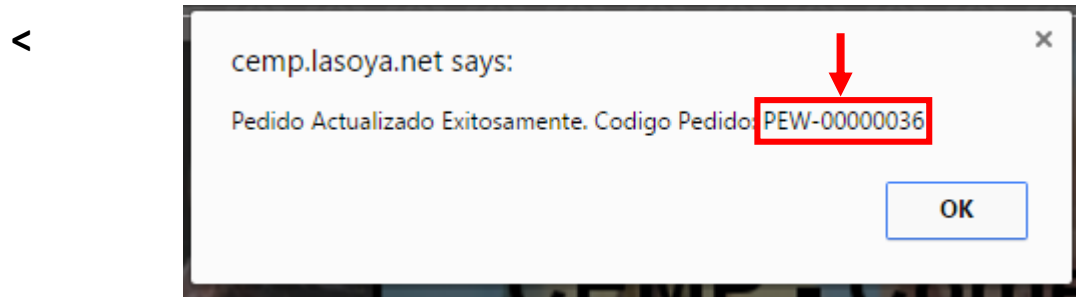 <
cemp.lasoya.net says:
×
Pedido Actualizado Exitosamente. Codigo Pedido: PEW-00000036
OK